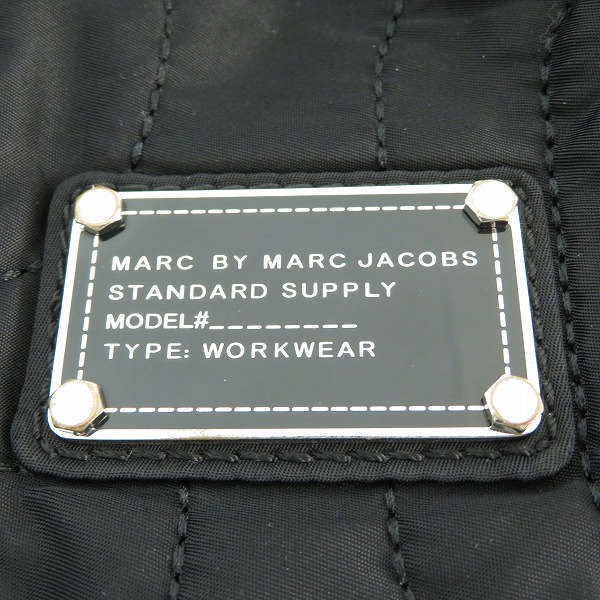 MARC BY MARC JACOBS
STANDARD SUPPLY
MODEL#________
TYPE: WORKWEAR